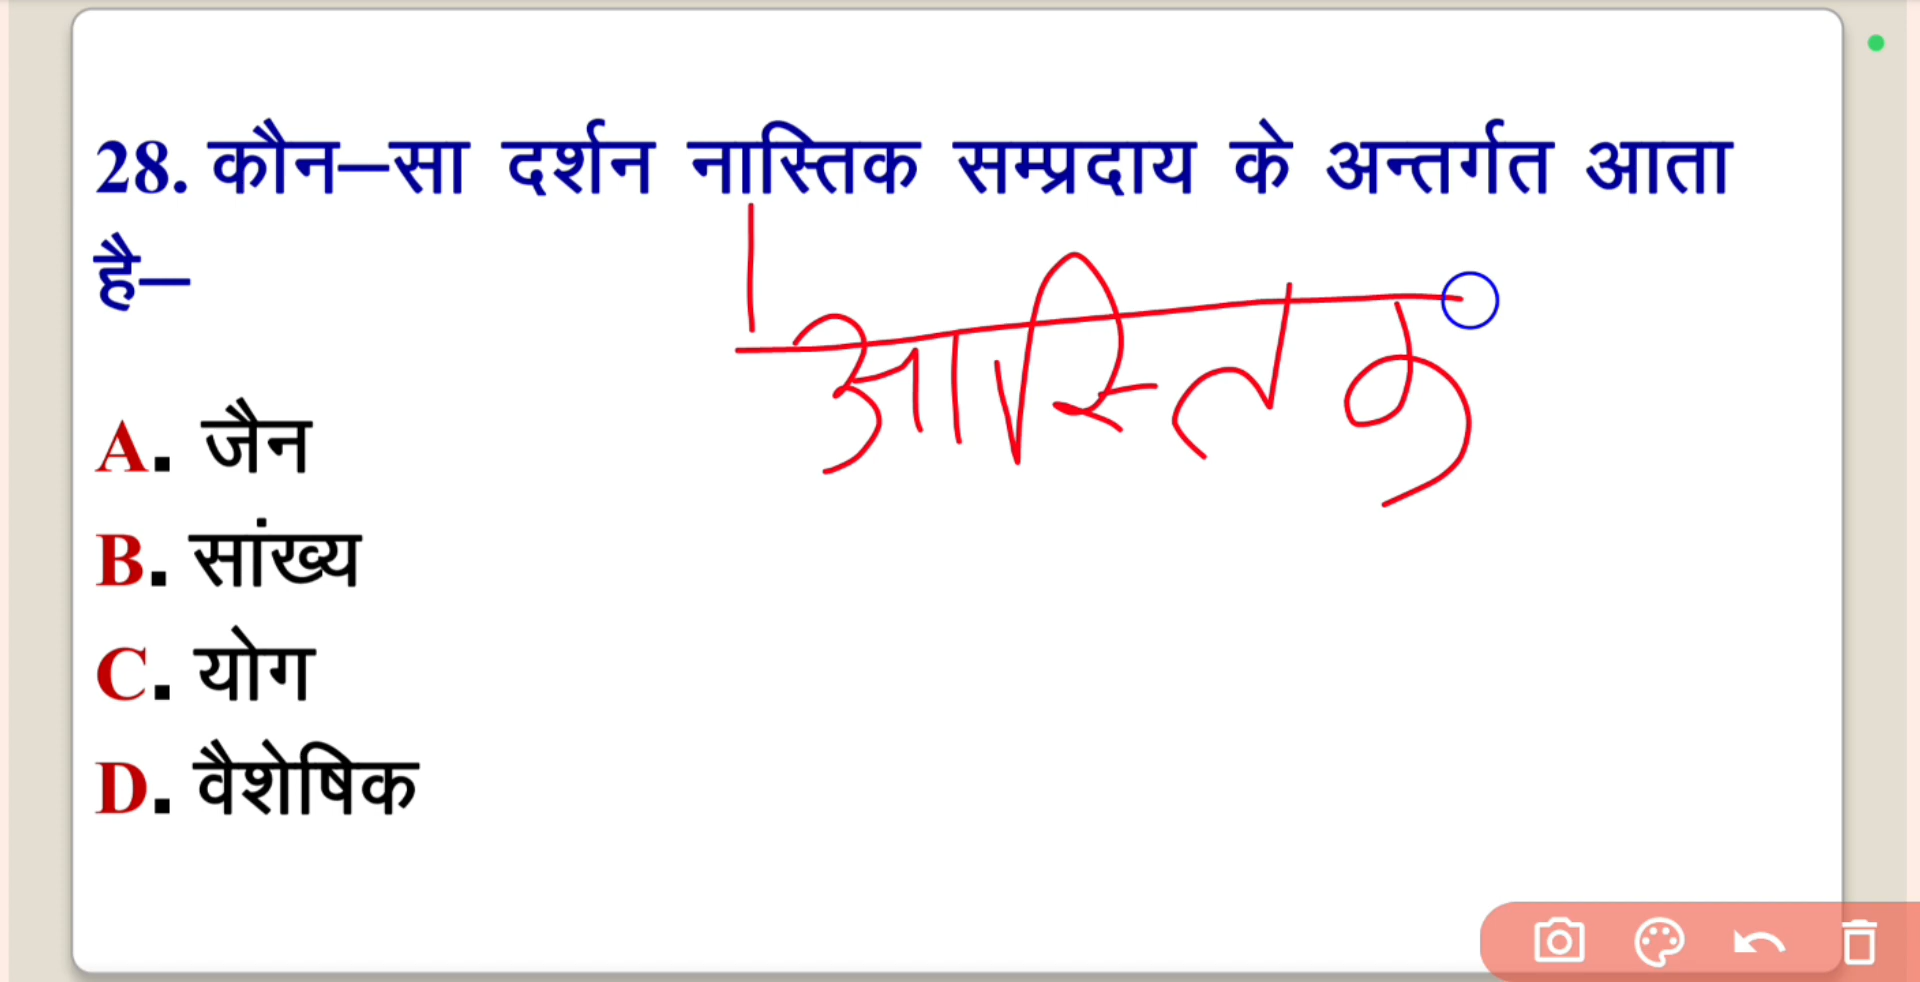 28. कौन–सा दर्शन नास्तिक सम्प्रदाय के अन्तर्गत आता
है–
आस्तिक
A. जैन
B. सांख्य
C. योग
D. वैशेषिक